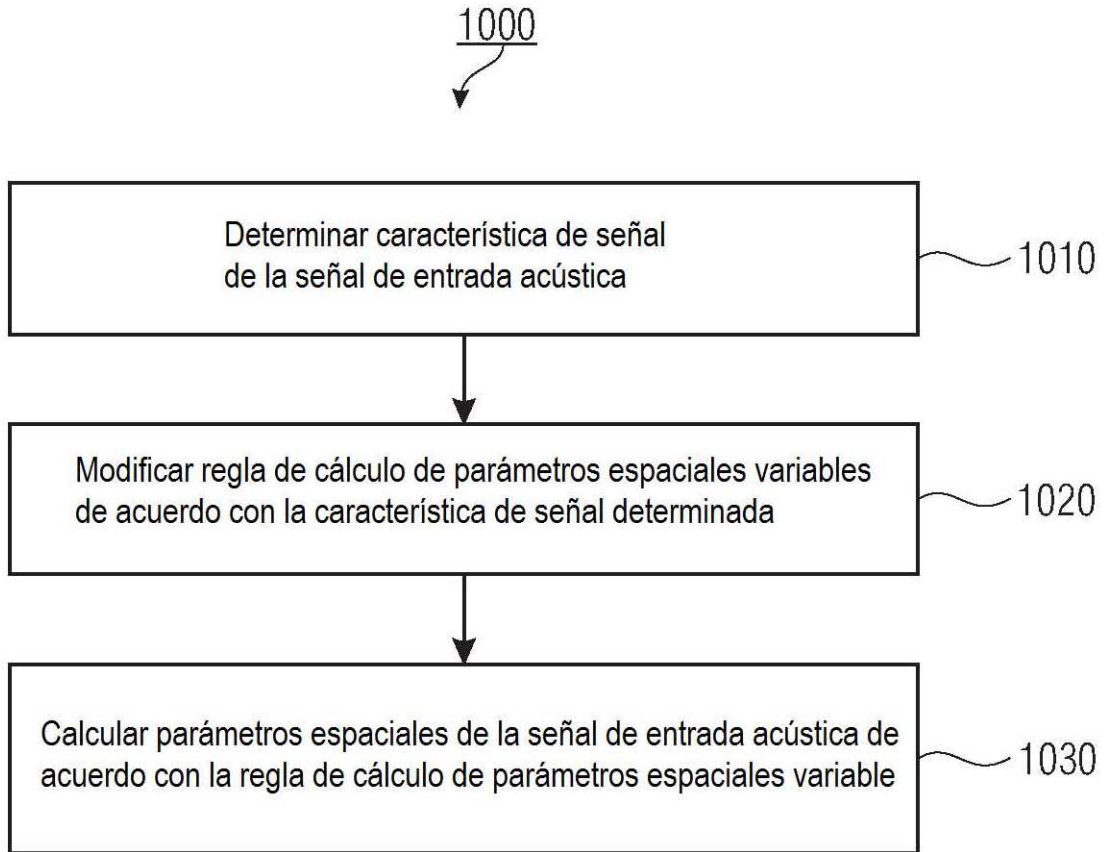 1000
Determinar característica de señal
de la señal de entrada acústica
1010
Modificar regla de cálculo de parámetros espaciales variables
de acuerdo con la característica de señal determinada
1020
Calcular parámetros espaciales de la señal de entrada acústica de
acuerdo con la regla de cálculo de parámetros espaciales variable
1030